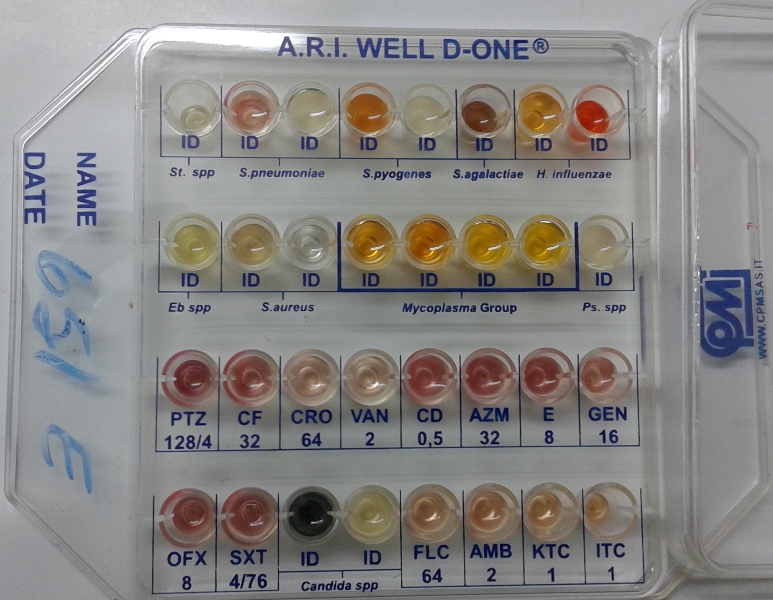 A.R.I. WELL D-ONE®
ID ID ID ID ID ID ID ID
St. spp S.pneumoniae S.pyogenes S.agalactiae H. influenzae
ID ID ID ID ID ID ID ID
Eb spp S.aureus Mycoplasma Group Ps. spp
PTZ CF CRO VAN CD AZM E GEN
128/4 32 64 2 0,5 32 8 16
OFX SXT ID ID FLC AMB KTC ITC
8 4/76 Candida spp 64 2 1 1
NAME
DATE
159
E
CPM
WWW.CPMSAS.IT